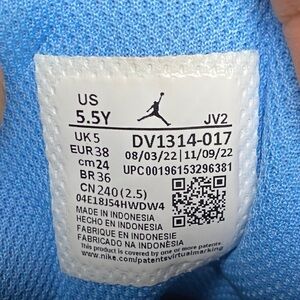 US
5.5Y
JV2
UK 5
EUR 38
cm 24
BR 36
CN 240 (2.5)
DV1314-017
08/03/22 | 11/09/22
UPC00196153296381
04E18J54HWDW4
MADE IN INDONESIA
HECHO EN INDONESIA
FABRIQUE EN INDONESIE
FABRICADO NA INDONESIA
This product is covered by one or more patents.
www.nike.com/patentsvirtualmarking